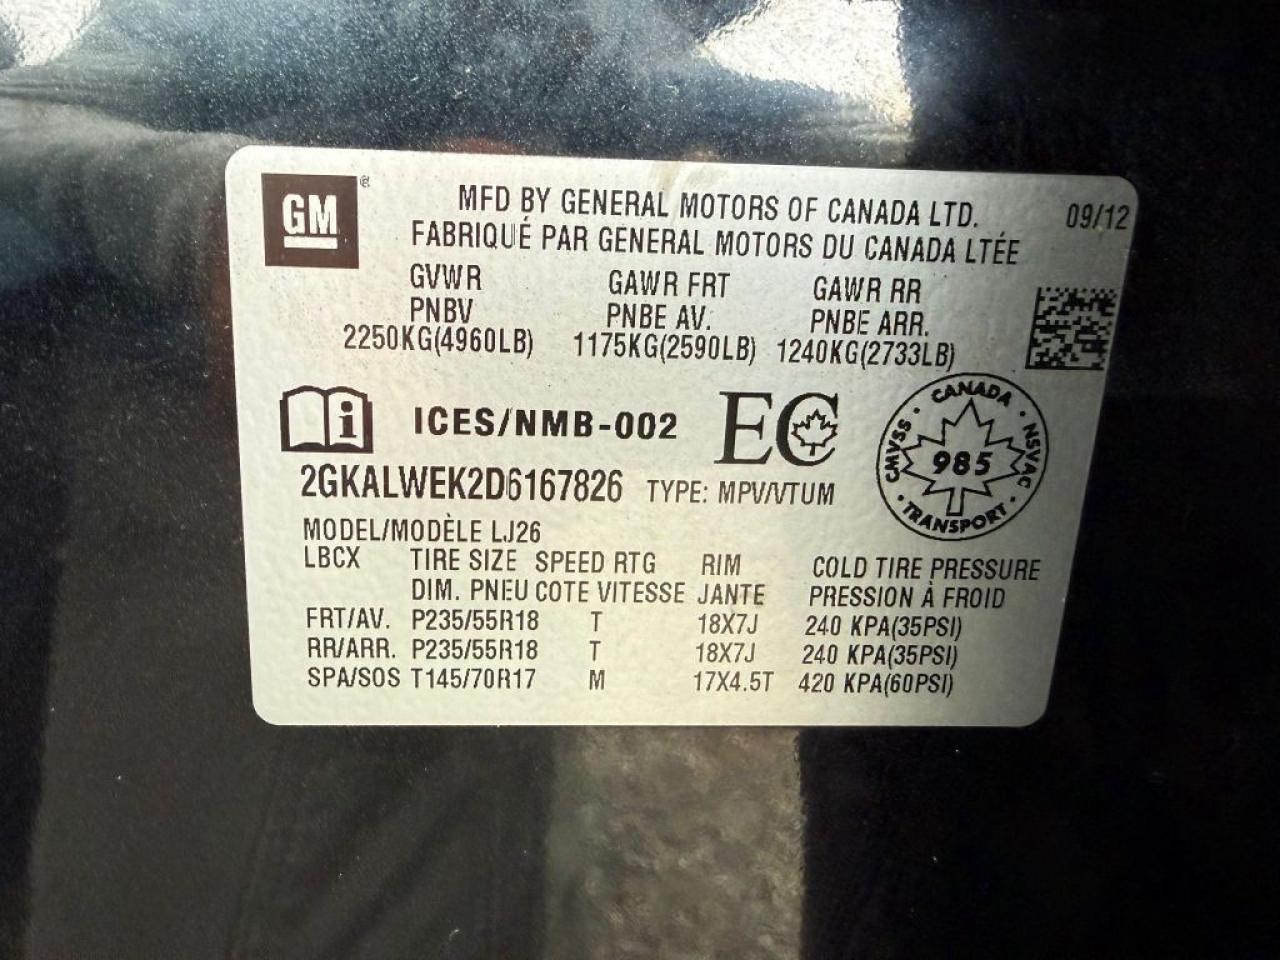 GM®
MFD BY GENERAL MOTORS OF CANADA LTD. 09/12
FABRIQUÉ PAR GENERAL MOTORS DU CANADA LTÉE
GVWR GAWR FRT GAWR RR
PNBV PNBE AV. PNBE ARR.
2250KG(4960LB) 1175KG(2590LB) 1240KG(2733LB)
i ICES/NMB-002 EC
CANADA · NSVAC · TRANSPORT · CMVSS ·
985
2GKALWEK2D6167826 TYPE: MPV/VTUM
MODEL/MODÈLE LJ26
LBCX TIRE SIZE SPEED RTG RIM COLD TIRE PRESSURE
DIM. PNEU COTE VITESSE JANTE PRESSION À FROID
FRT/AV. P235/55R18 T 18X7J 240 KPA(35PSI)
RR/ARR. P235/55R18 T 18X7J 240 KPA(35PSI)
SPA/SOS T145/70R17 M 17X4.5T 420 KPA(60PSI)